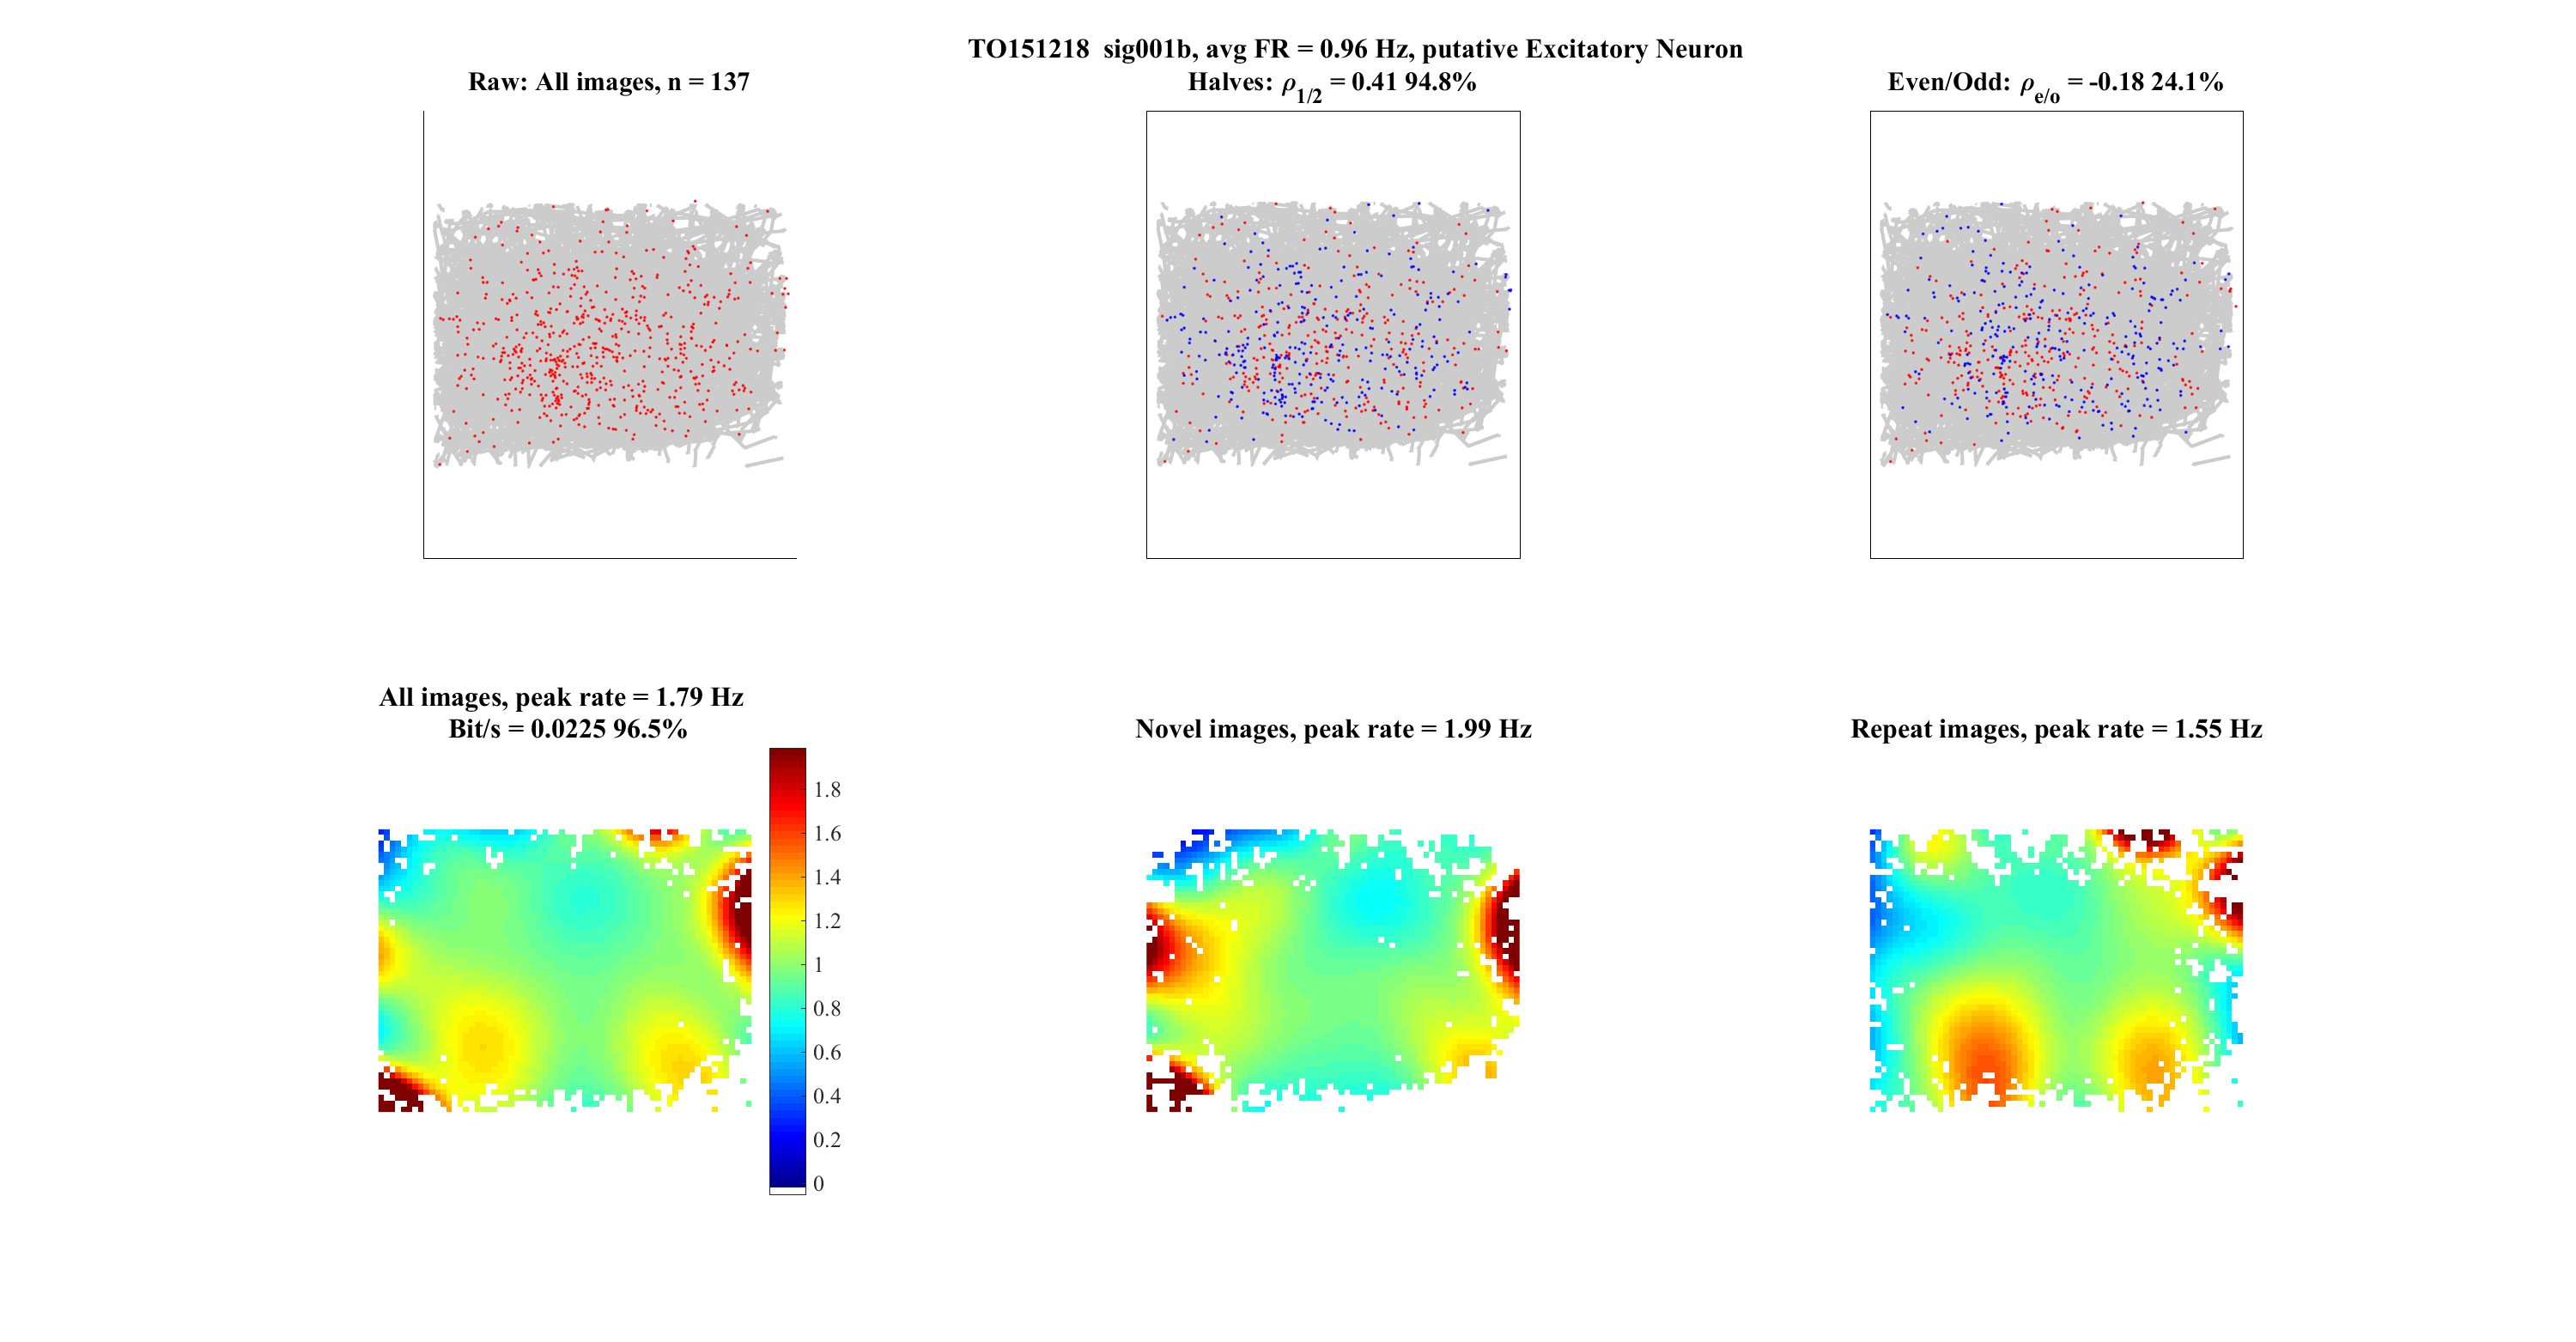 TO151218 sig001b, avg FR = 0.96 Hz, putative Excitatory Neuron
Raw: All images, n = 137
Halves: ρ1/2 = 0.41 94.8%
Even/Odd: ρe/o = -0.18 24.1%
All images, peak rate = 1.79 Hz
Bit/s = 0.0225 96.5%
Novel images, peak rate = 1.99 Hz
Repeat images, peak rate = 1.55 Hz
1.8
1.6
1.4
1.2
1
0.8
0.6
0.4
0.2
0